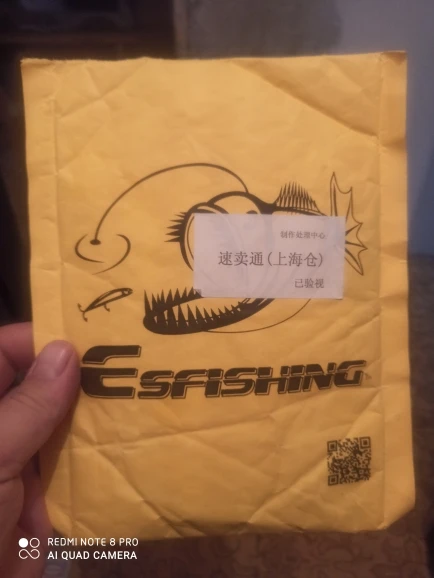 制作处理中心
速卖通(上海仓)
已验视
ESFISHING
REDMI NOTE 8 PRO
AI QUAD CAMERA